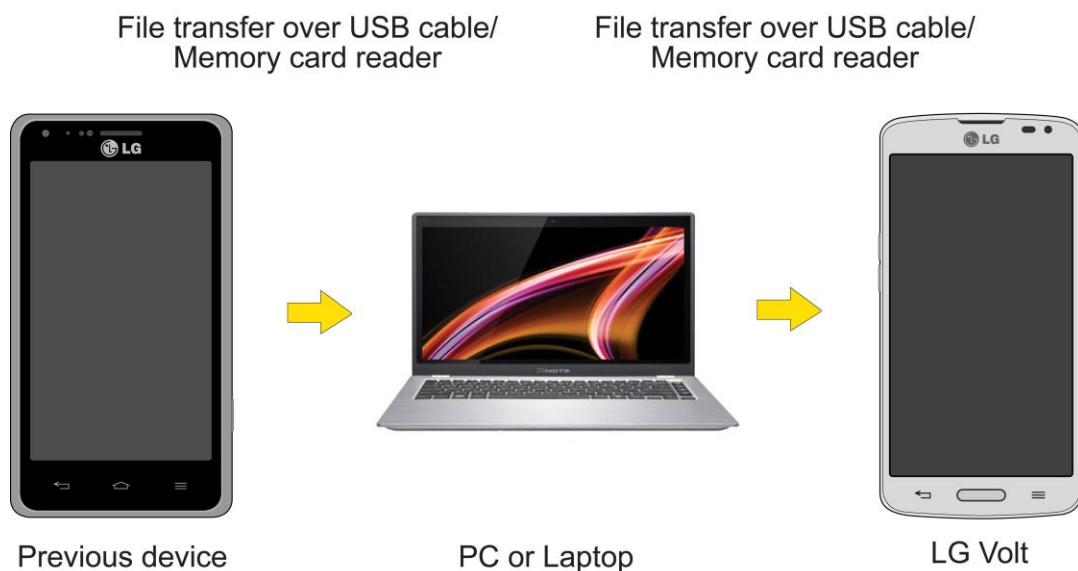 File transfer over USB cable/
Memory card reader
File transfer over USB cable/
Memory card reader
LG
LG
XNOTE
Previous device
PC or Laptop
LG Volt